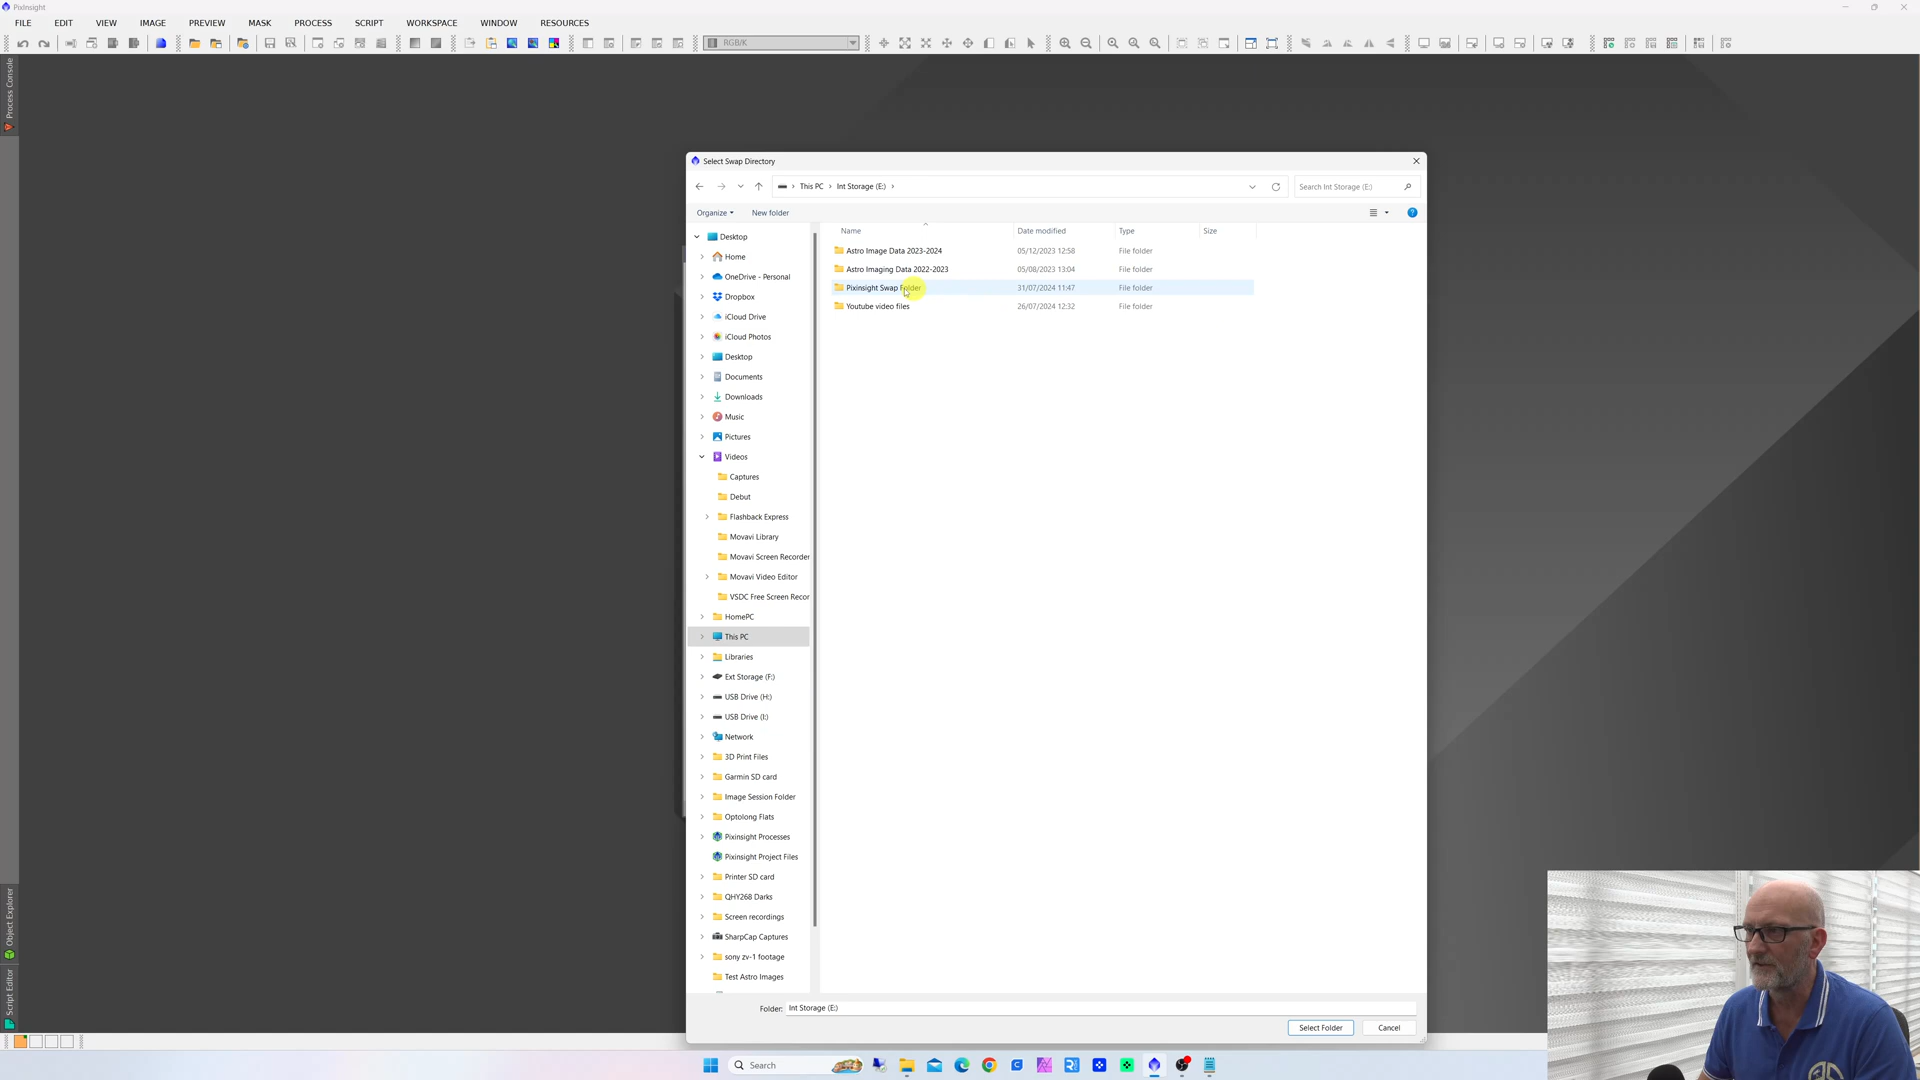 PixInsight
FILE EDIT VIEW IMAGE PREVIEW MASK PROCESS SCRIPT WORKSPACE WINDOW RESOURCES
RGB/K
Process Console
Select Swap Directory
This PC > Int Storage (E:) >
Search Int Storage (E:)
Organize New folder
Name Date modified Type Size
Astro Image Data 2023-2024 05/12/2023 12:58 File folder
Astro Imaging Data 2022-2023 05/08/2023 13:04 File folder
Pixinsight Swap Folder 31/07/2024 11:47 File folder
Youtube video files 26/07/2024 12:32 File folder
Desktop
Home
OneDrive - Personal
Dropbox
iCloud Drive
iCloud Photos
Desktop
Documents
Downloads
Music
Pictures
Videos
Captures
Debut
Flashback Express
Movavi Library
Movavi Screen Recorder
Movavi Video Editor
VSDC Free Screen Recor
HomePC
This PC
Libraries
Ext Storage (F:)
USB Drive (H:)
USB Drive (I:)
Network
3D Print Files
Garmin SD card
Image Session Folder
Optolong Flats
Pixinsight Processes
Pixinsight Project Files
Printer SD card
QHY268 Darks
Screen recordings
SharpCap Captures
sony zv-1 footage
Test Astro Images
Object Explorer
Script Editor
Folder: Int Storage (E:)
Select Folder Cancel
Search